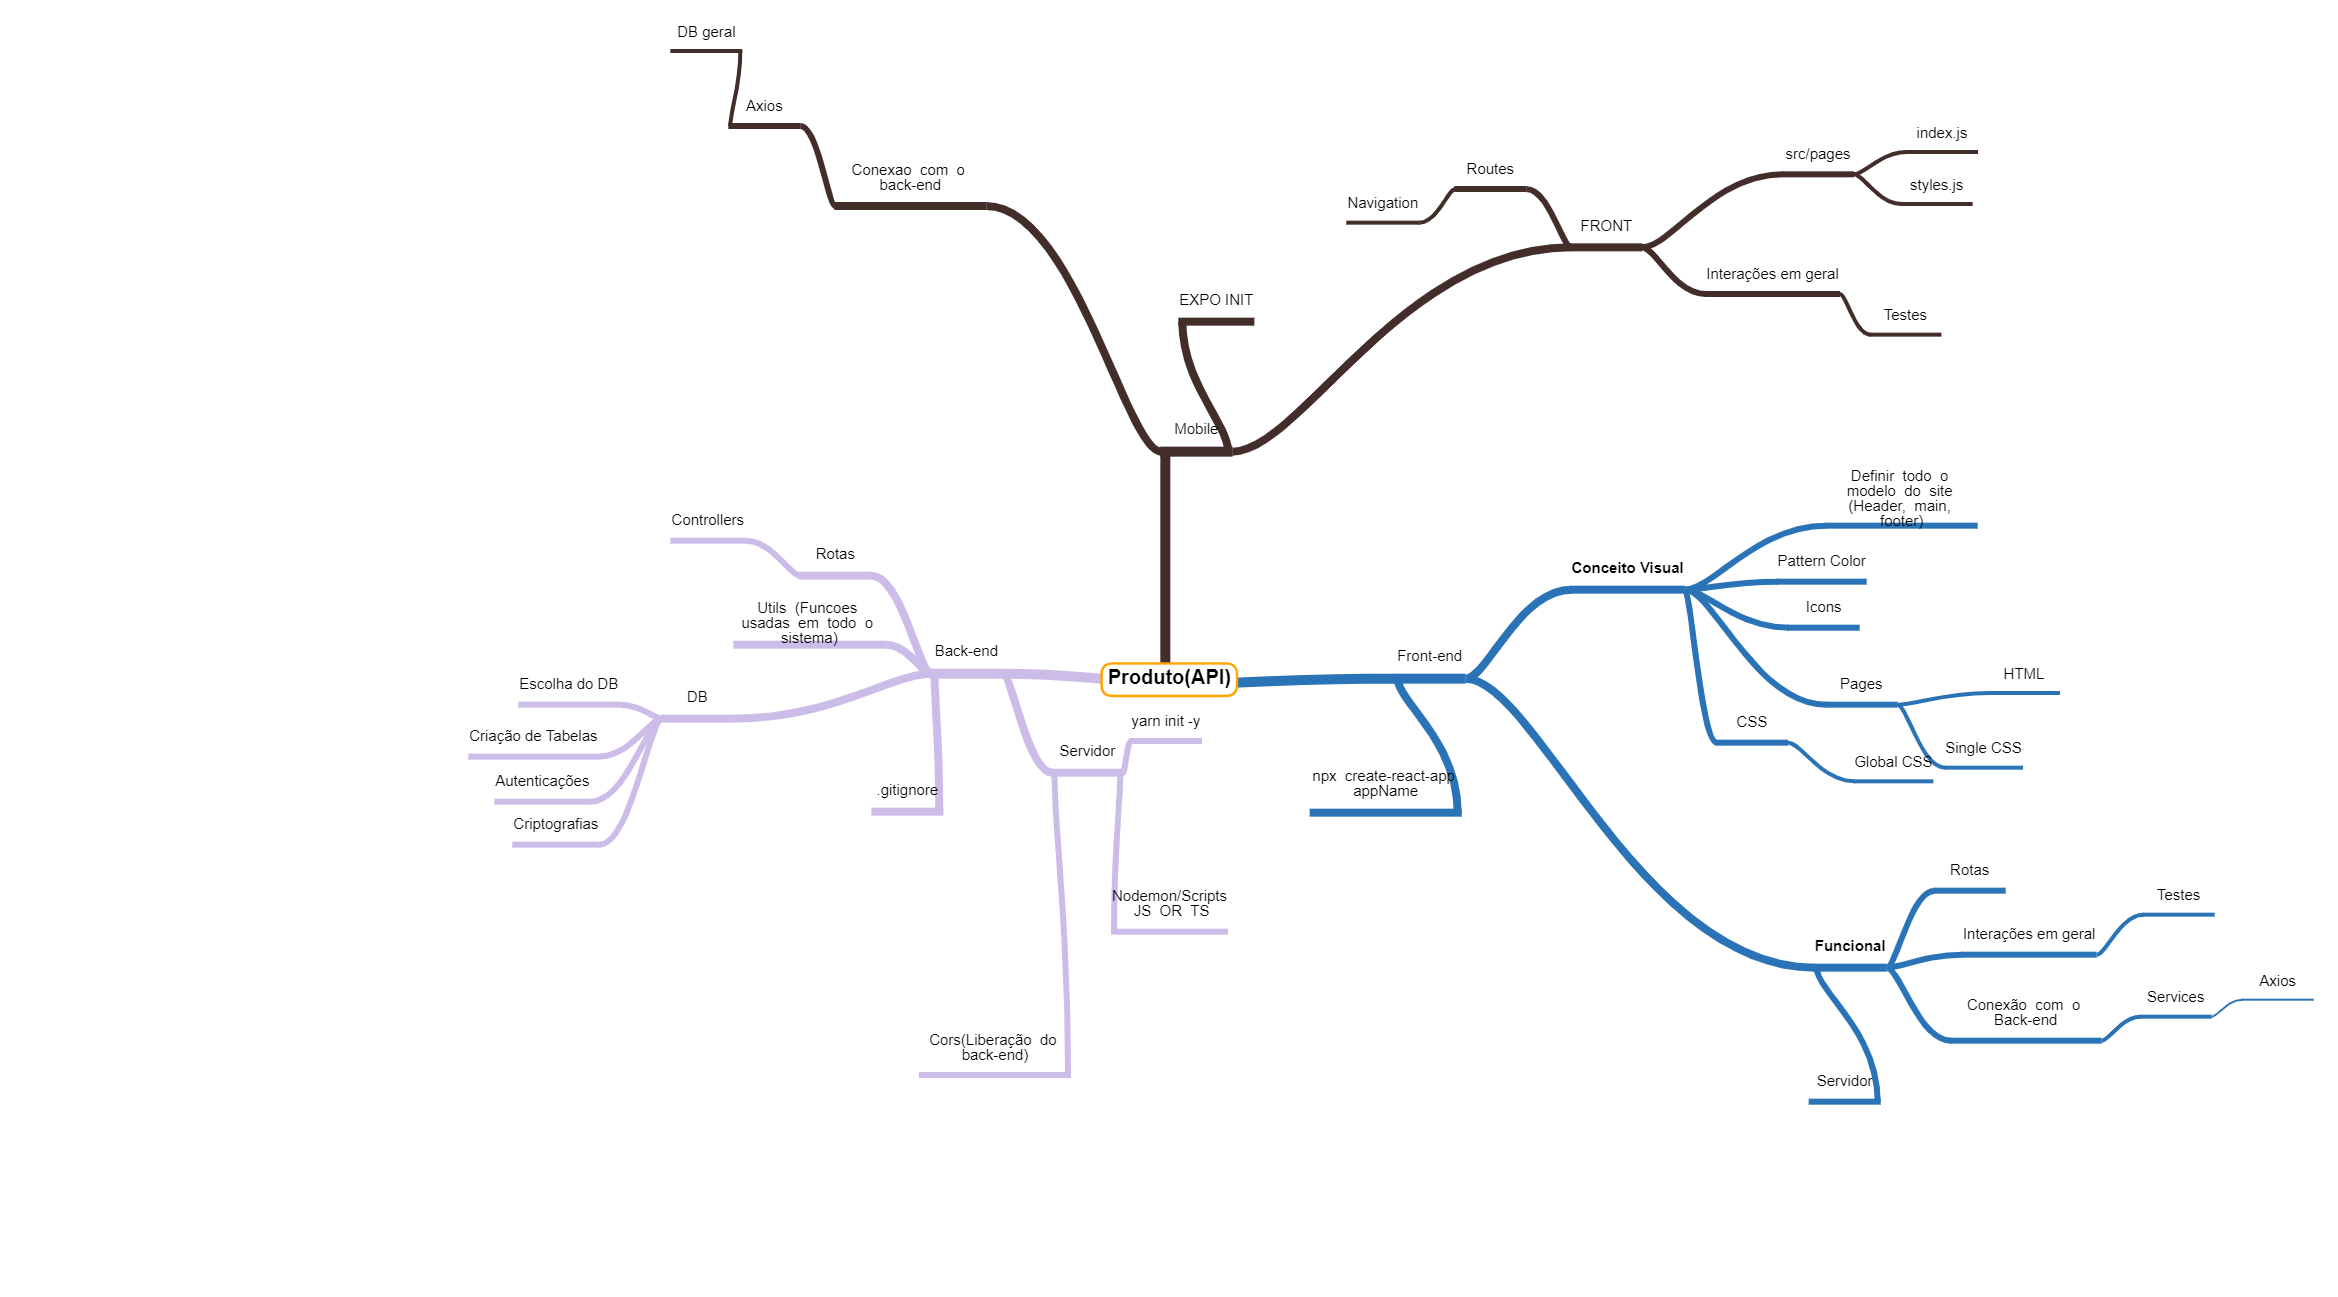 DB geral
Axios
Conexao com o
back-end
index.js
src/pages
styles.js
Routes
Navigation
FRONT
Interações em geral
Testes
EXPO INIT
Mobile
Definir todo o
modelo do site
(Header, main,
footer)
Conceito Visual
Pattern Color
Icons
Pages
HTML
Single CSS
CSS
Global CSS
Controllers
Rotas
Utils (Funcoes
usadas em todo o
sistema)
Back-end
Produto(API)
Front-end
DB
Escolha do DB
Criação de Tabelas
Autenticações
Criptografias
.gitignore
Servidor
yarn init -y
Nodemon/Scripts
JS OR TS
Cors(Liberação do
back-end)
npx create-react-app
appName
Funcional
Rotas
Interações em geral
Testes
Conexão com o
Back-end
Services
Axios
Servidor